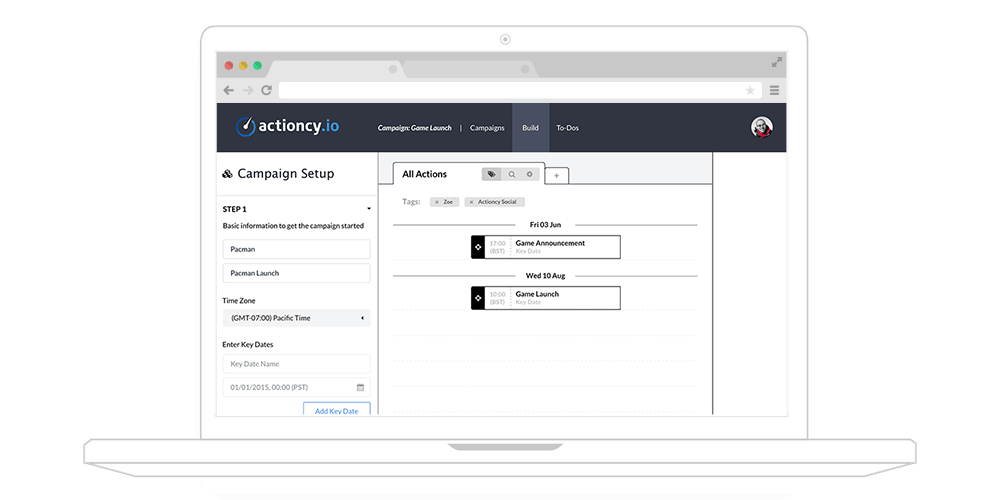 actioncy.io
Campaign: Game Launch | Campaigns Build To-Dos
Campaign Setup
STEP 1
Basic information to get the campaign started
Pacman
Pacman Launch
Time Zone
(GMT-07:00) Pacific Time
Enter Key Dates
Key Date Name
01/01/2015, 00:00 (PST)
Add Key Date
All Actions
+
Tags: × Zoe × Actioncy Social
Fri 03 Jun
17:00 Game Announcement
(BST) Key Date
Wed 10 Aug
10:00 Game Launch
(BST) Key Date